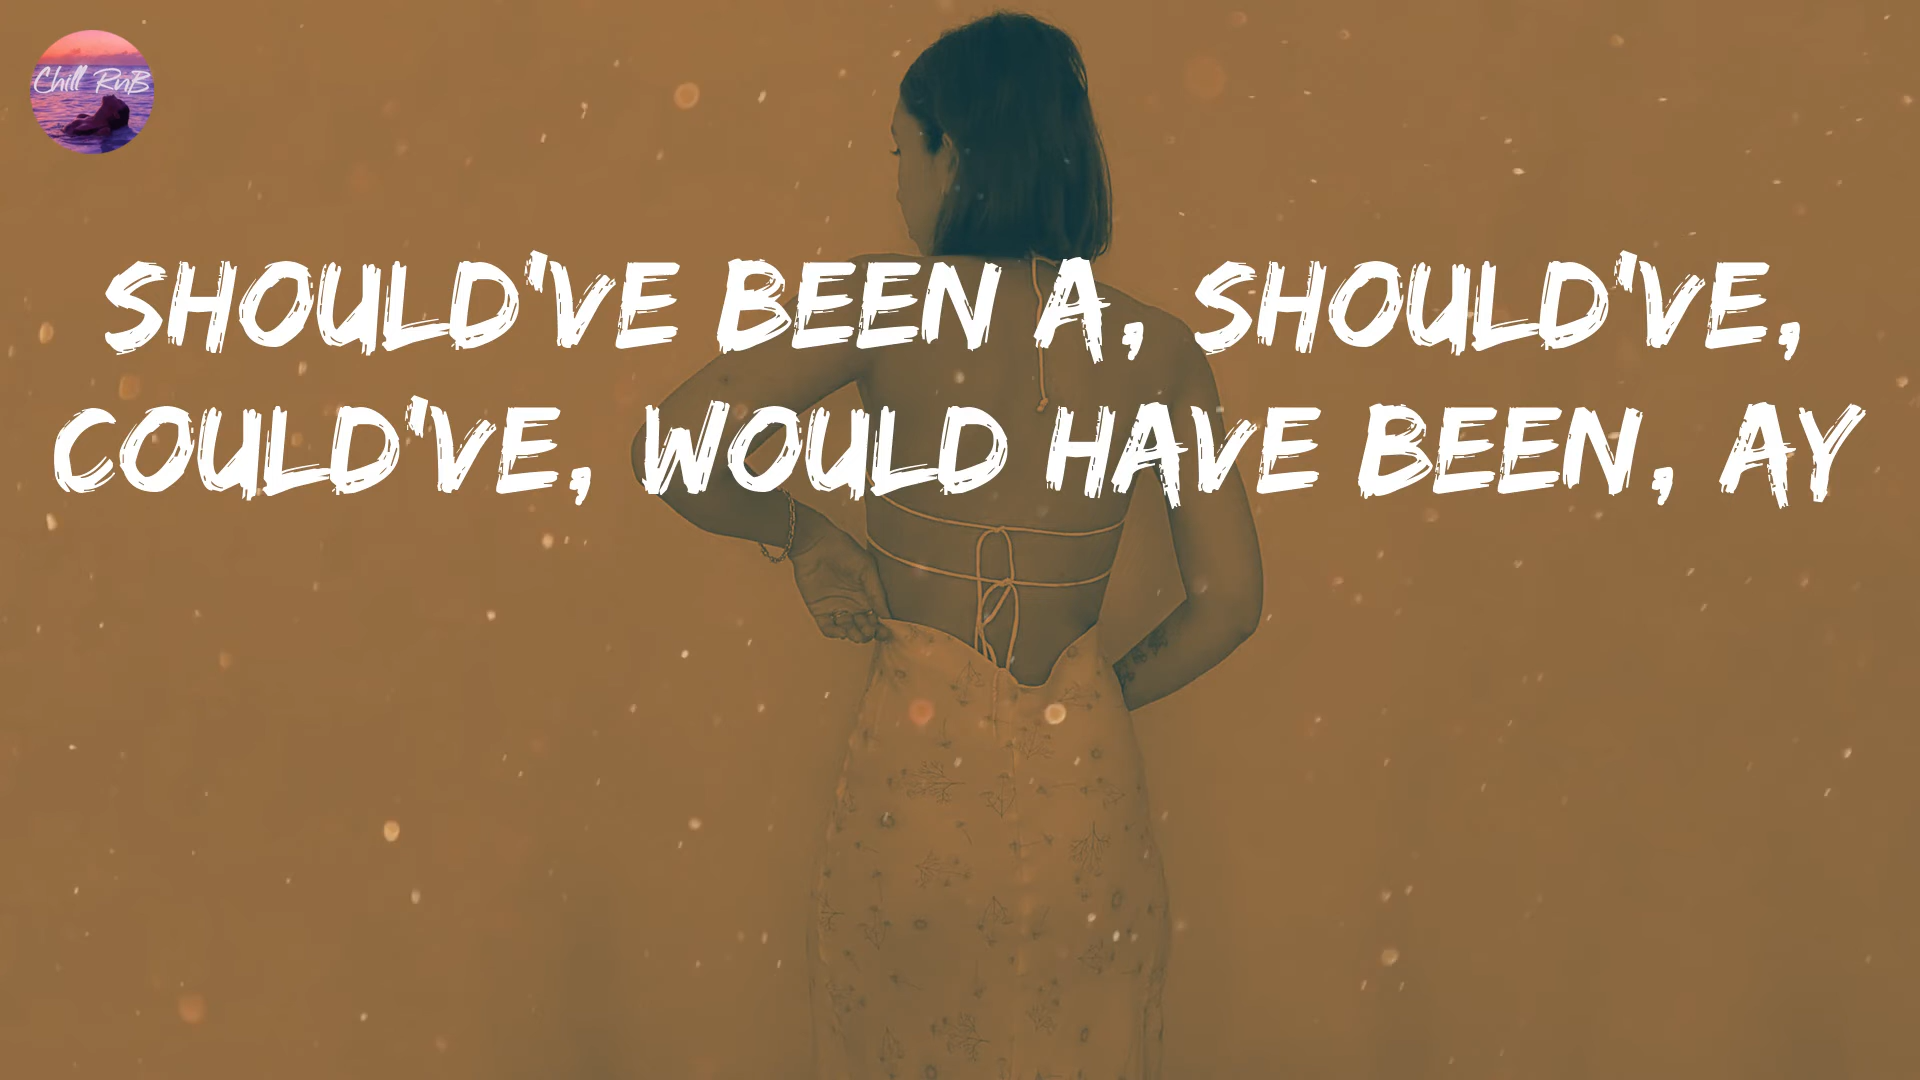 Chill RnB
SHOULD'VE BEEN A, SHOULD'VE,
COULD'VE, WOULD HAVE BEEN, AY